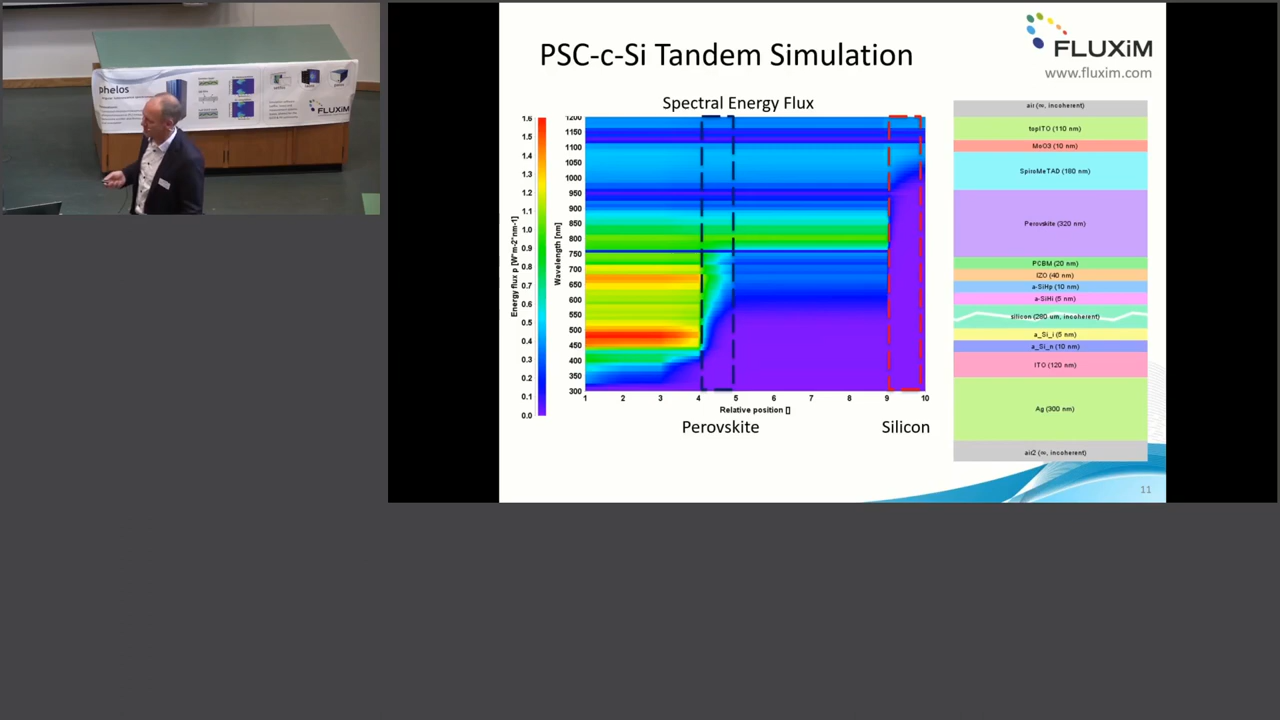 phelos
FLUXiM
PSC-c-Si Tandem Simulation
FLUXiM
www.fluxim.com
Spectral Energy Flux
1.6
1.5
1.4
1.3
1.2
1.1
1.0
0.9
0.8
0.7
0.6
0.5
0.4
0.3
0.2
0.1
0.0
Energy flux p [W*m-2*nm-1]
Wavelength [nm]
1200
1150
1100
1050
1000
950
900
850
800
750
700
650
600
550
500
450
400
350
300
1 2 3 4 5 6 7 8 9 10
Relative position []
Perovskite Silicon
air (∞, incoherent)
topITO (110 nm)
MoO3 (10 nm)
SpiroMeTAD (160 nm)
Perovskite (320 nm)
PCBM (20 nm)
IZO (40 nm)
a-SiHp (10 nm)
a-SiHi (5 nm)
silicon (280 um, incoherent)
a_Si_i (5 nm)
a_Si_n (10 nm)
ITO (120 nm)
Ag (300 nm)
air2 (∞, incoherent)
11